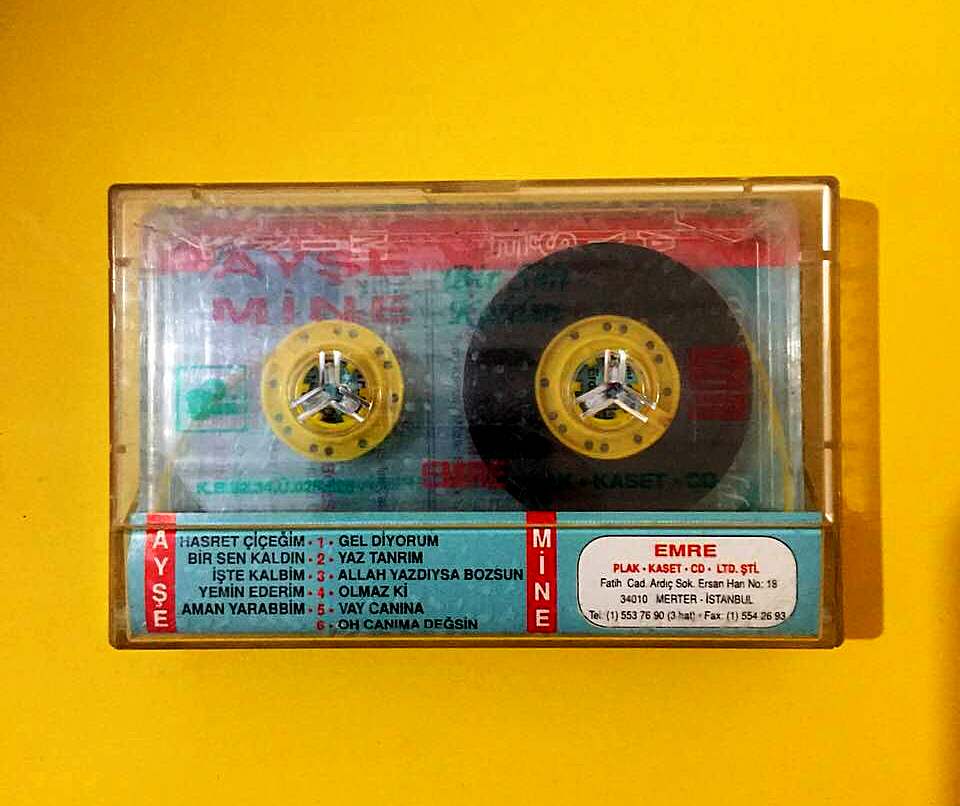 AYŞE
MİNE
EMRE
PLAK • KASET • CD
AYŞE
HASRET ÇİÇEĞİM • 1 • GEL DİYORUM
BİR SEN KALDIN • 2 • YAZ TANRIM
İŞTE KALBİM • 3 • ALLAH YAZDIYSA BOZSUN
YEMİN EDERİM • 4 • OLMAZ Kİ
AMAN YARABBİM • 5 • VAY CANINA
6 • OH CANIMA DEĞSİN
MİNE
EMRE
PLAK • KASET • CD • LTD. ŞTİ.
Fatih Cad. Ardıç Sok. Ersan Han No: 18
34010 MERTER - İSTANBUL
Tel: (1) 553 76 90 (3 hat) • Fax: (1) 554 26 93